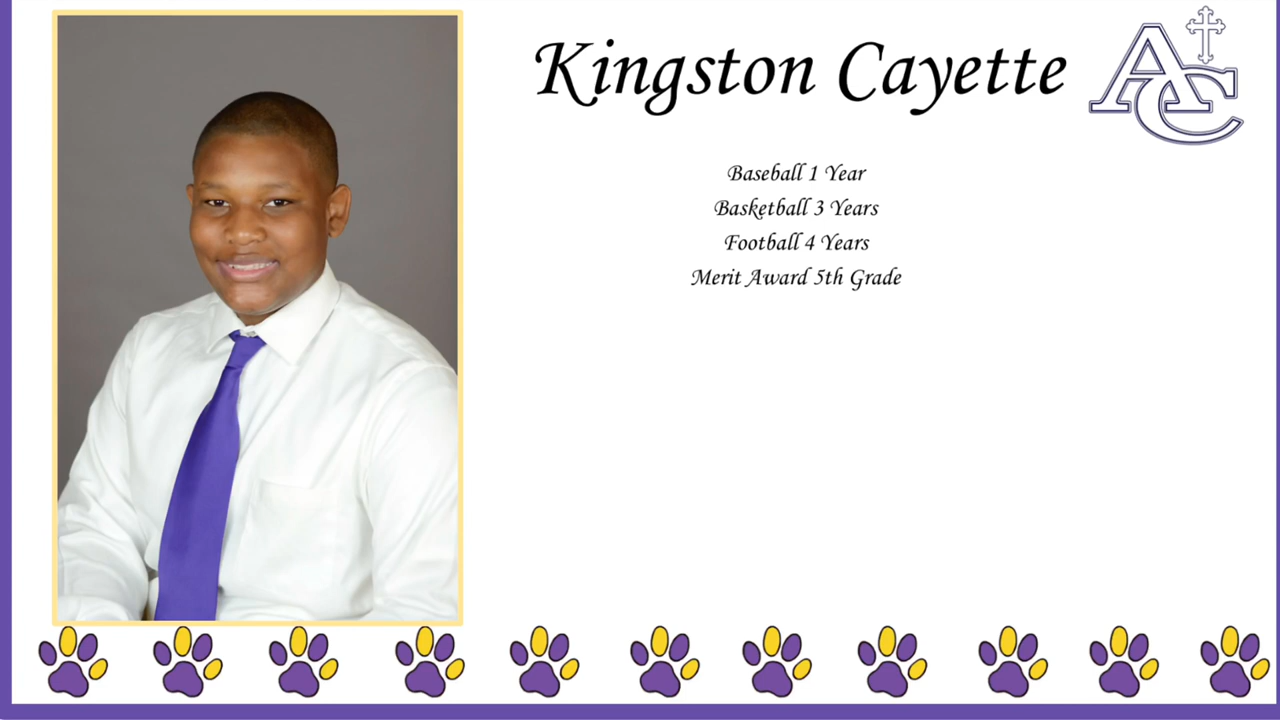 Kingston Cayette
AC
Baseball 1 Year
Basketball 3 Years
Football 4 Years
Merit Award 5th Grade